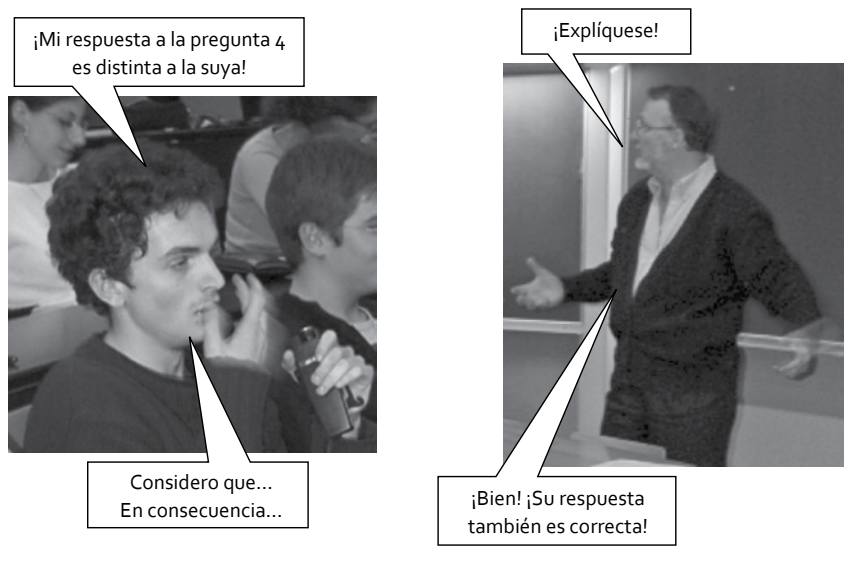 ¡Mi respuesta a la pregunta 4
es distinta a la suya!
¡Explíquese!
Considero que...
En consecuencia...
¡Bien! ¡Su respuesta
también es correcta!